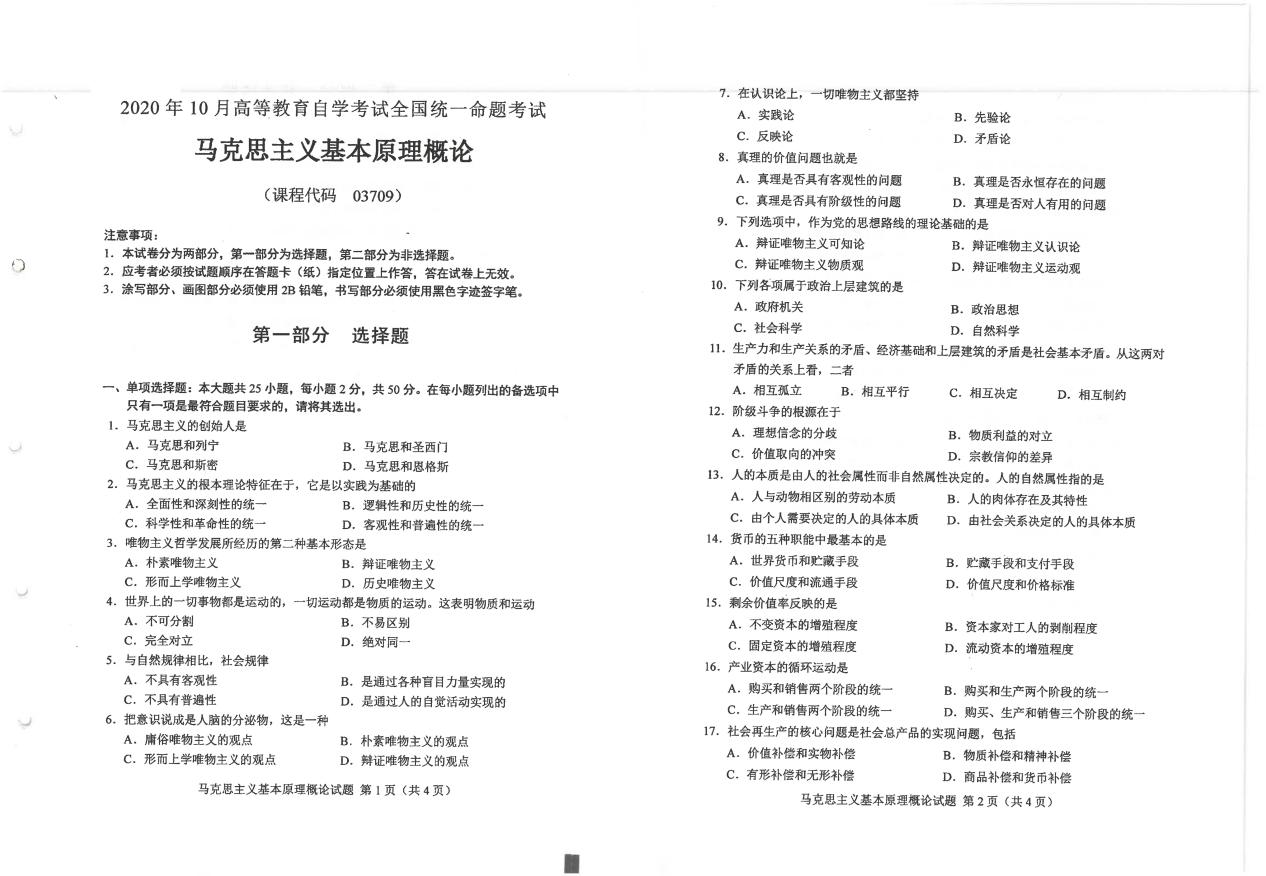 2020 年 10 月高等教育自学考试全国统一命题考试
马克思主义基本原理概论
（课程代码　03709）
注意事项：
1．本试卷分为两部分，第一部分为选择题，第二部分为非选择题。
2．应考者必须按试题顺序在答题卡（纸）指定位置上作答，答在试卷上无效。
3．涂写部分、画图部分必须使用 2B 铅笔，书写部分必须使用黑色字迹签字笔。
第一部分　选择题
一、单项选择题：本大题共 25 小题，每小题 2 分，共 50 分。在每小题列出的备选项中
只有一项是最符合题目要求的，请将其选出。
1．马克思主义的创始人是
A．马克思和列宁　B．马克思和圣西门
C．马克思和斯密　D．马克思和恩格斯
2．马克思主义的根本理论特征在于，它是以实践为基础的
A．全面性和深刻性的统一　B．逻辑性和历史性的统一
C．科学性和革命性的统一　D．客观性和普遍性的统一
3．唯物主义哲学发展所经历的第二种基本形态是
A．朴素唯物主义　B．辩证唯物主义
C．形而上学唯物主义　D．历史唯物主义
4．世界上的一切事物都是运动的，一切运动都是物质的运动。这表明物质和运动
A．不可分割　B．不易区别
C．完全对立　D．绝对同一
5．与自然规律相比，社会规律
A．不具有客观性　B．是通过各种盲目力量实现的
C．不具有普遍性　D．是通过人的自觉活动实现的
6．把意识说成是人脑的分泌物，这是一种
A．庸俗唯物主义的观点　B．朴素唯物主义的观点
C．形而上学唯物主义的观点　D．辩证唯物主义的观点
马克思主义基本原理概论试题 第 1 页（共 4 页）
7．在认识论上，一切唯物主义都坚持
A．实践论　B．先验论
C．反映论　D．矛盾论
8．真理的价值问题也就是
A．真理是否具有客观性的问题　B．真理是否永恒存在的问题
C．真理是否具有阶级性的问题　D．真理是否对人有用的问题
9．下列选项中，作为党的思想路线的理论基础的是
A．辩证唯物主义可知论　B．辩证唯物主义认识论
C．辩证唯物主义物质观　D．辩证唯物主义运动观
10．下列各项属于政治上层建筑的是
A．政府机关　B．政治思想
C．社会科学　D．自然科学
11．生产力和生产关系的矛盾、经济基础和上层建筑的矛盾是社会基本矛盾。从这两对
矛盾的关系上看，二者
A．相互孤立　B．相互平行　C．相互决定　D．相互制约
12．阶级斗争的根源在于
A．理想信念的分歧　B．物质利益的对立
C．价值取向的冲突　D．宗教信仰的差异
13．人的本质是由人的社会属性而非自然属性决定的。人的自然属性指的是
A．人与动物相区别的劳动本质　B．人的肉体存在及其特性
C．由个人需要决定的人的具体本质　D．由社会关系决定的人的具体本质
14．货币的五种职能中最基本的是
A．世界货币和贮藏手段　B．贮藏手段和支付手段
C．价值尺度和流通手段　D．价值尺度和价格标准
15．剩余价值率反映的是
A．不变资本的增殖程度　B．资本家对工人的剥削程度
C．固定资本的增殖程度　D．流动资本的增殖程度
16．产业资本的循环运动是
A．购买和销售两个阶段的统一　B．购买和生产两个阶段的统一
C．生产和销售两个阶段的统一　D．购买、生产和销售三个阶段的统一
17．社会再生产的核心问题是社会总产品的实现问题，包括
A．价值补偿和实物补偿　B．物质补偿和精神补偿
C．有形补偿和无形补偿　D．商品补偿和货币补偿
马克思主义基本原理概论试题 第 2 页（共 4 页）